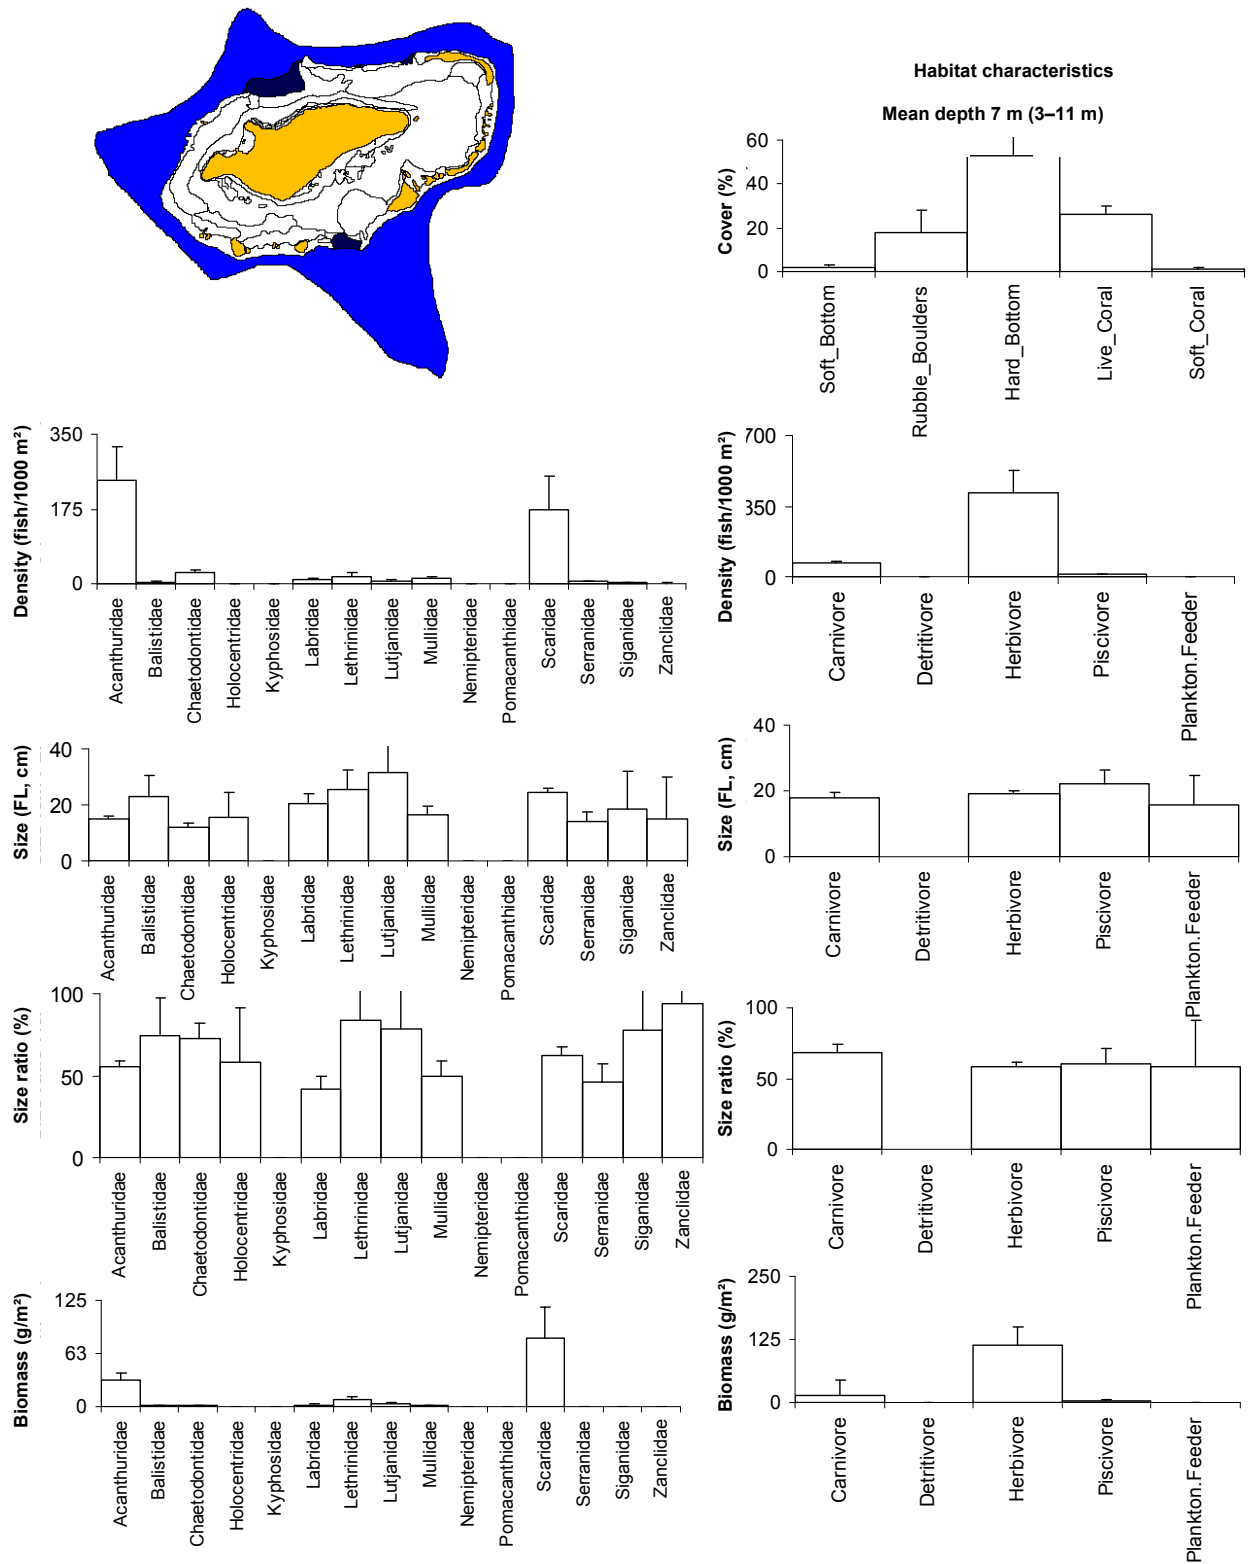 Habitat characteristics
Mean depth 7 m (3–11 m)
Cover (%)
60
40
20
0
Soft_Bottom
Rubble_Boulders
Hard_Bottom
Live_Coral
Soft_Coral
Density (fish/1000 m²)
350
175
0
Acanthuridae
Balistidae
Chaetodontidae
Holocentridae
Kyphosidae
Labridae
Lethrinidae
Lutjanidae
Mullidae
Nemipteridae
Pomacanthidae
Scaridae
Serranidae
Siganidae
Zanclidae
Density (fish/1000 m²)
700
350
0
Carnivore
Detritivore
Herbivore
Piscivore
Plankton.Feeder
Size (FL, cm)
40
20
0
Acanthuridae
Balistidae
Chaetodontidae
Holocentridae
Kyphosidae
Labridae
Lethrinidae
Lutjanidae
Mullidae
Nemipteridae
Pomacanthidae
Scaridae
Serranidae
Siganidae
Zanclidae
Size (FL, cm)
40
20
0
Carnivore
Detritivore
Herbivore
Piscivore
Plankton.Feeder
Size ratio (%)
100
50
0
Acanthuridae
Balistidae
Chaetodontidae
Holocentridae
Kyphosidae
Labridae
Lethrinidae
Lutjanidae
Mullidae
Nemipteridae
Pomacanthidae
Scaridae
Serranidae
Siganidae
Zanclidae
Size ratio (%)
100
50
0
Carnivore
Detritivore
Herbivore
Piscivore
Plankton.Feeder
Biomass (g/m²)
125
63
0
Acanthuridae
Balistidae
Chaetodontidae
Holocentridae
Kyphosidae
Labridae
Lethrinidae
Lutjanidae
Mullidae
Nemipteridae
Pomacanthidae
Scaridae
Serranidae
Siganidae
Zanclidae
Biomass (g/m²)
250
125
0
Carnivore
Detritivore
Herbivore
Piscivore
Plankton.Feeder